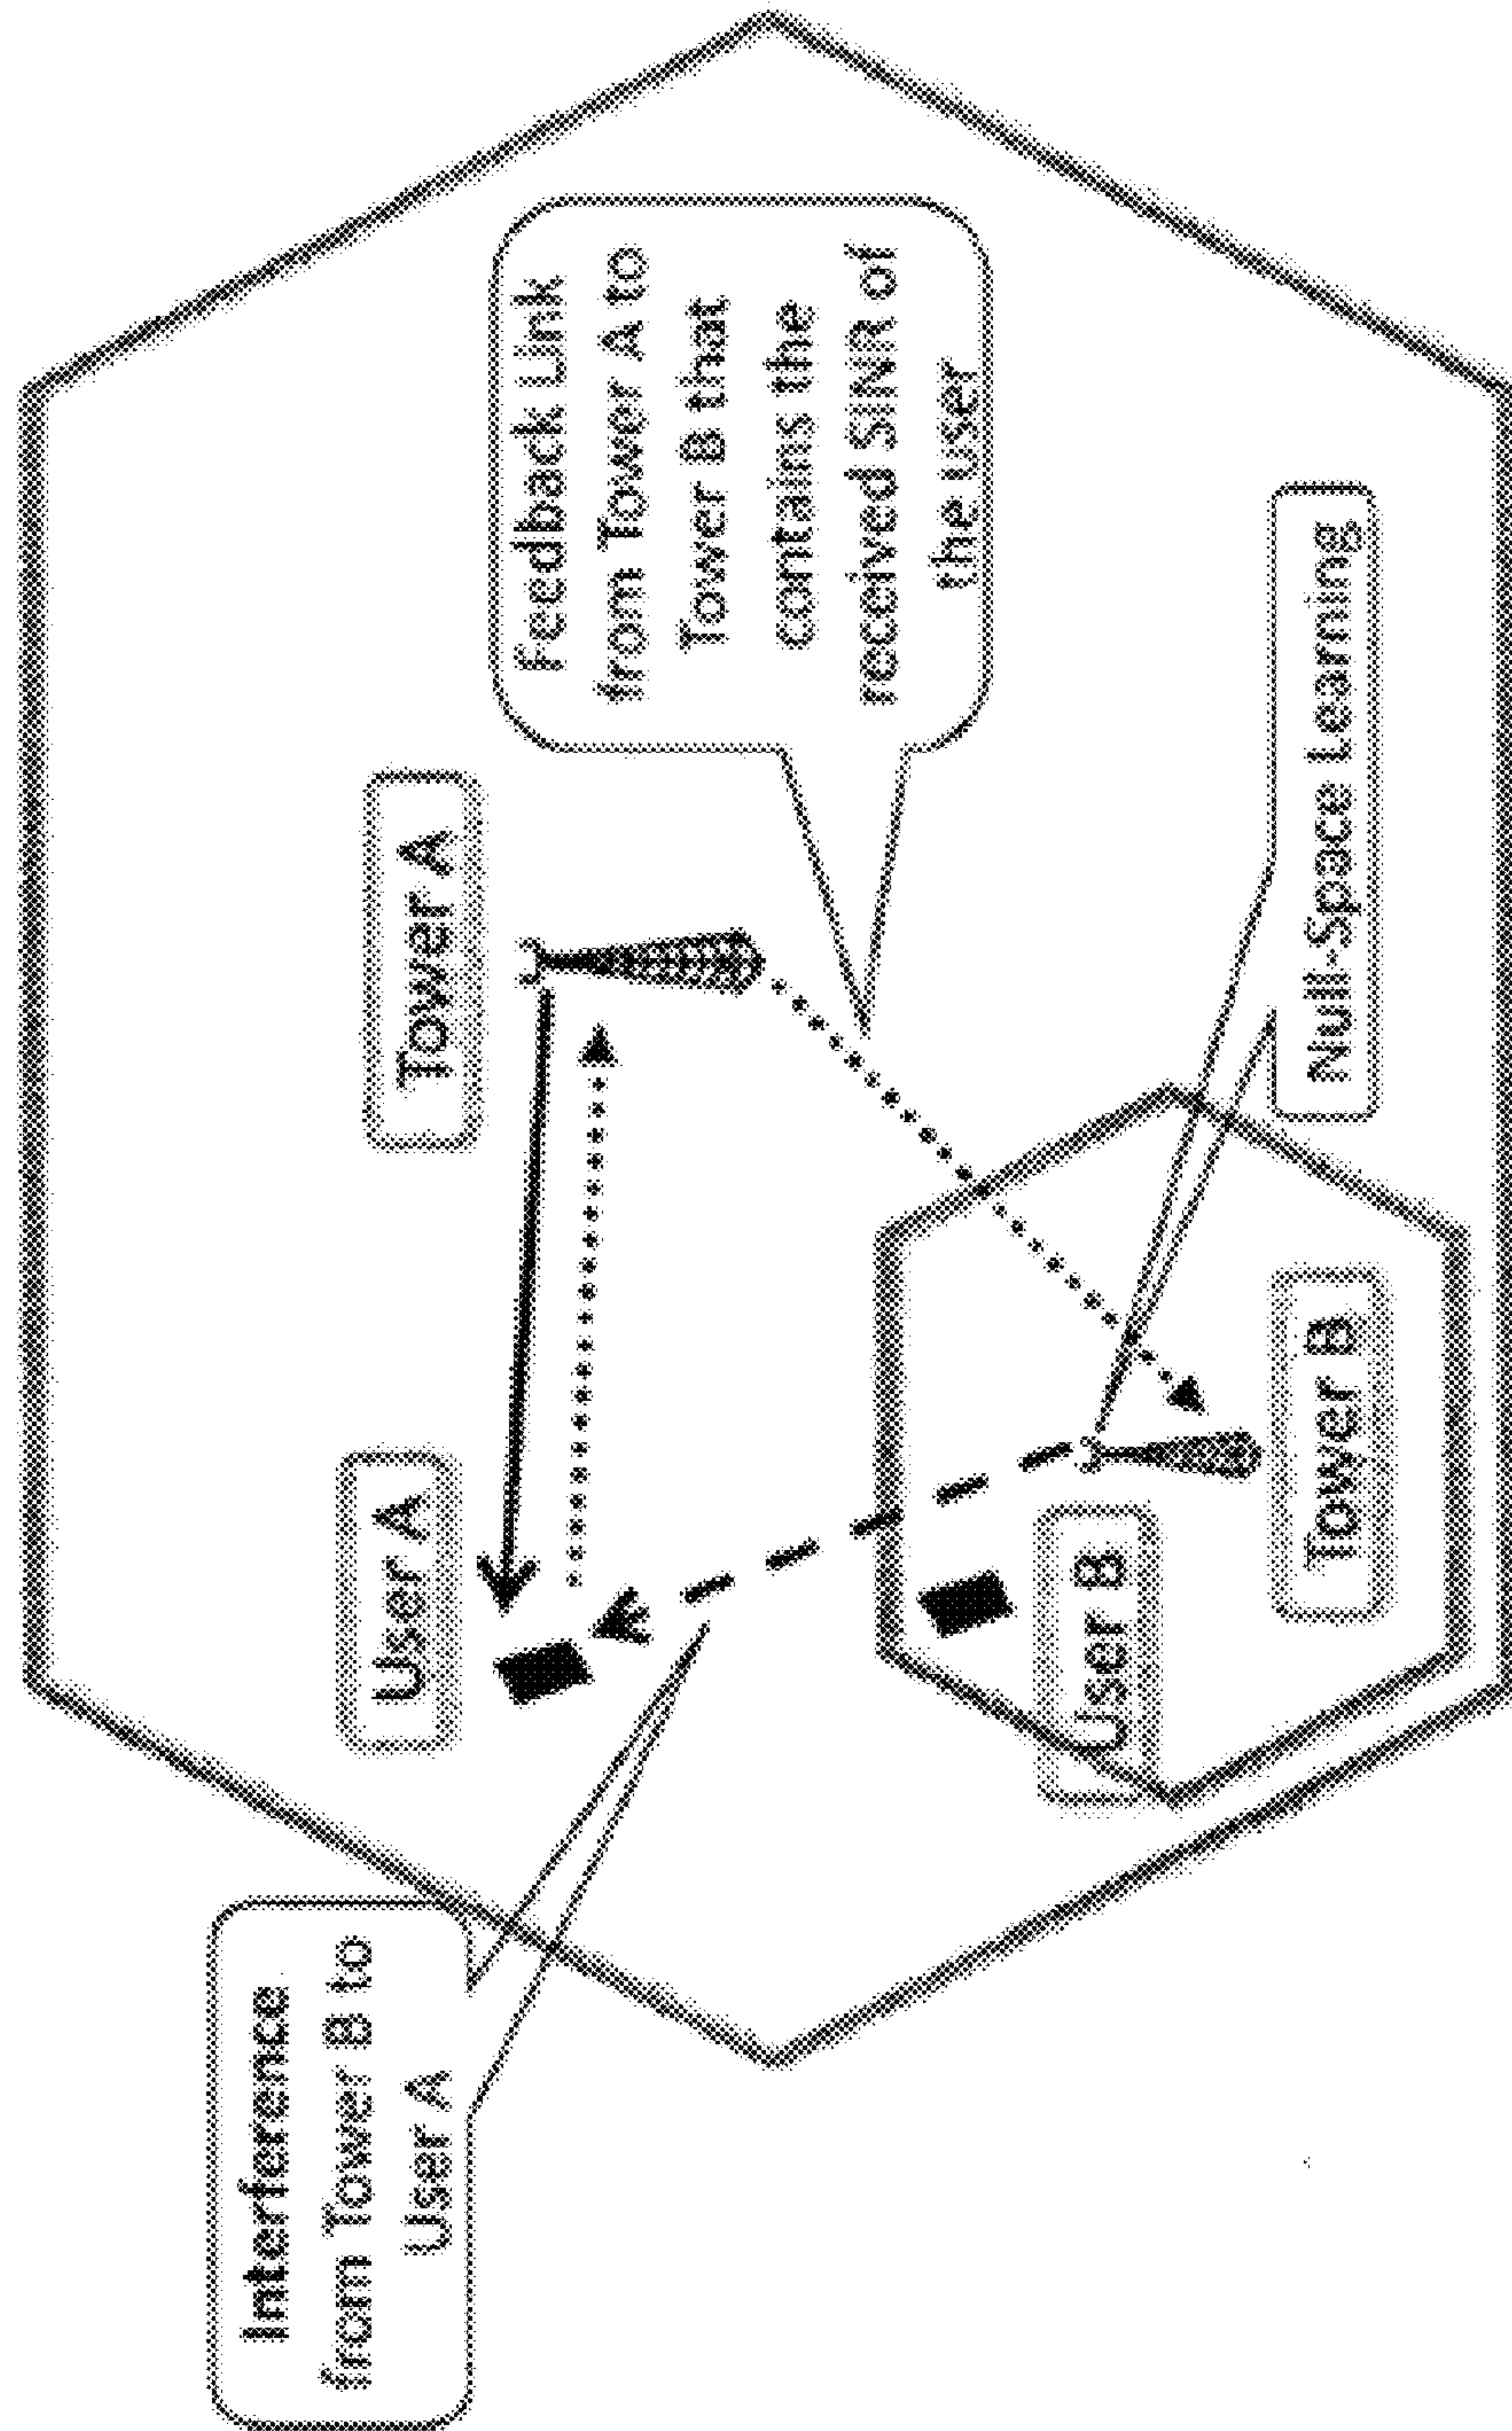 Interference
from Tower B to
User A
User A
Tower A
Feedback Link
from Tower A to
Tower B that
contains the
received SINR of
the user
User B
Tower B
Null-Space Learning